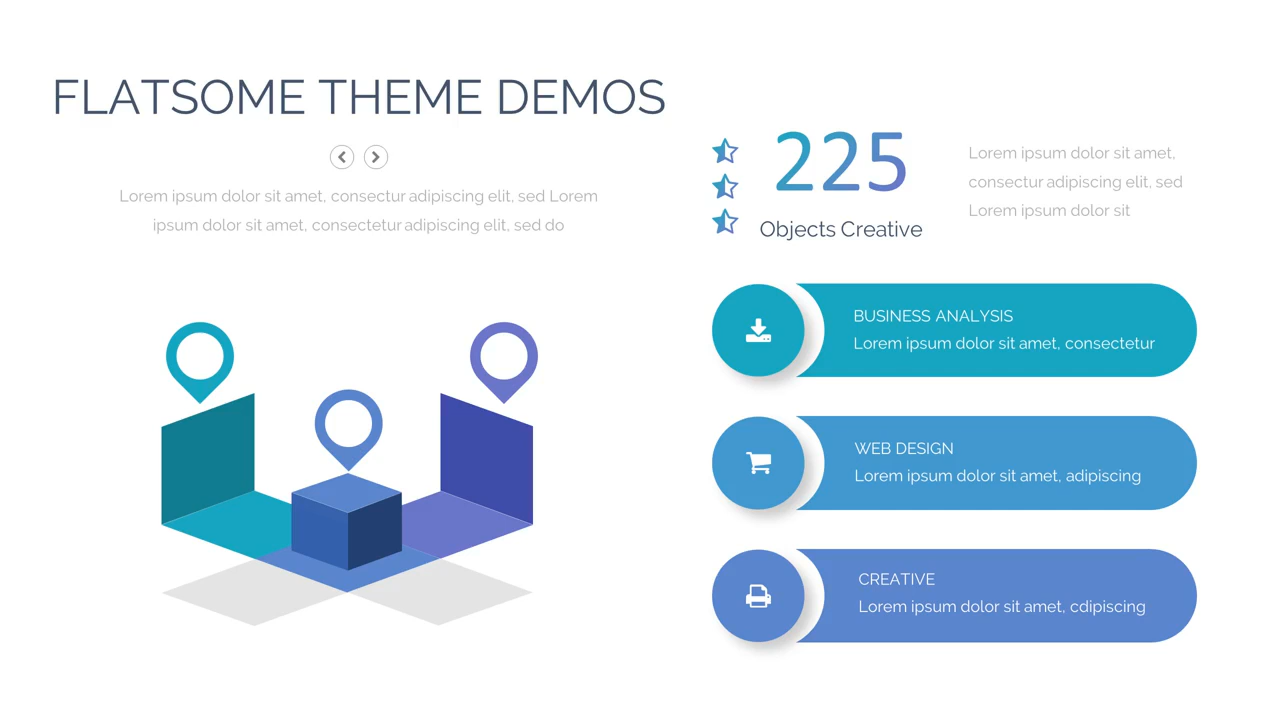 FLATSOME THEME DEMOS
Lorem ipsum dolor sit amet, consectur adipiscing elit, sed Lorem
ipsum dolor sit amet, consectetur adipiscing elit, sed do
225
Objects Creative
Lorem ipsum dolor sit amet,
consectur adipiscing elit, sed
Lorem ipsum dolor sit
BUSINESS ANALYSIS
Lorem ipsum dolor sit amet, consectetur
WEB DESIGN
Lorem ipsum dolor sit amet, adipiscing
CREATIVE
Lorem ipsum dolor sit amet, cdipiscing